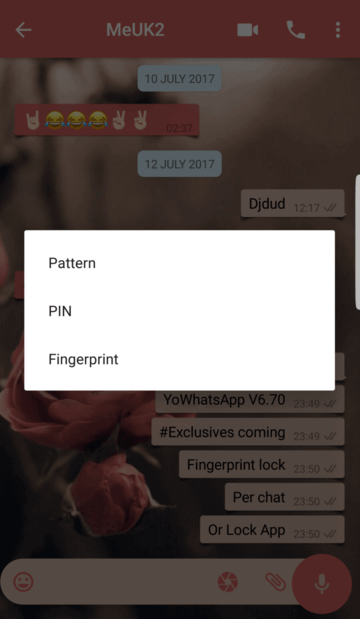 MeUK2
10 JULY 2017
🤘😂😂😂✌✌ 02:37
12 JULY 2017
Djdud 12:17
Pattern
PIN
Fingerprint
YoWhatsApp V6.70 23:49
#Exclusives coming 23:49
Fingerprint lock 23:50
Per chat 23:50
Or Lock App 23:50